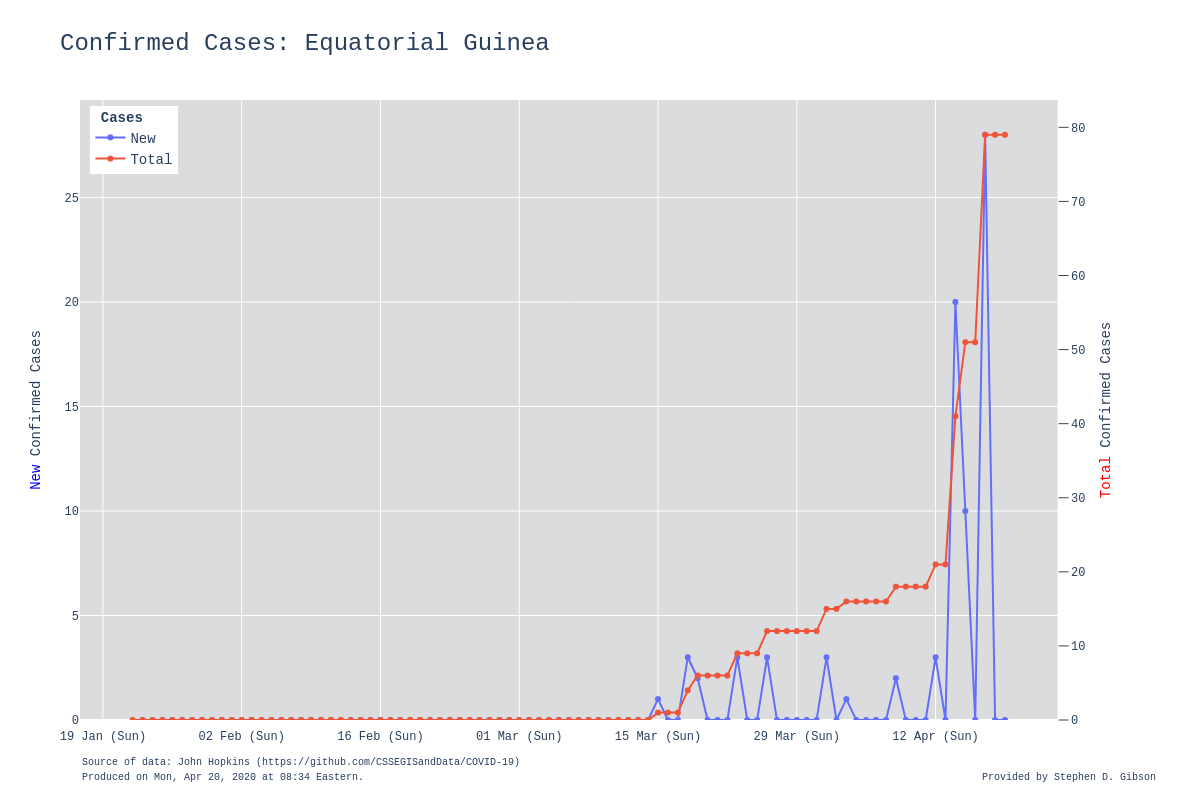 Confirmed Cases: Equatorial Guinea
Cases
New
Total
25
20
15
10
5
0
80
70
60
50
40
30
20
10
0
New Confirmed Cases
Total Confirmed Cases
19 Jan (Sun)
02 Feb (Sun)
16 Feb (Sun)
01 Mar (Sun)
15 Mar (Sun)
29 Mar (Sun)
12 Apr (Sun)
Source of data: John Hopkins (https://github.com/CSSEGISandData/COVID-19)
Produced on Mon, Apr 20, 2020 at 08:34 Eastern.
Provided by Stephen D. Gibson